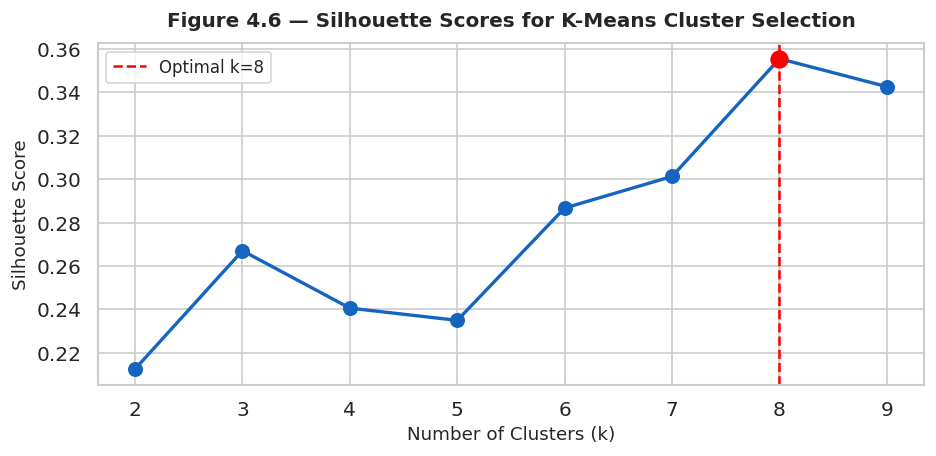 Figure 4.6 — Silhouette Scores for K-Means Cluster Selection
Optimal k=8
Silhouette Score
0.36
0.34
0.32
0.30
0.28
0.26
0.24
0.22
2 3 4 5 6 7 8 9
Number of Clusters (k)